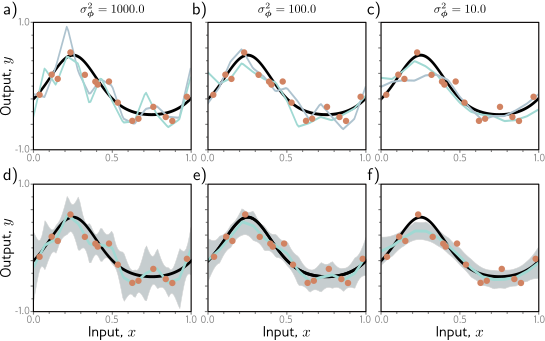 a) σ²_ϕ = 1000.0 b) σ²_ϕ = 100.0 c) σ²_ϕ = 10.0
1.0
Output, y
-1.0
0.0 0.5 1.0 0.0 0.5 1.0 0.0 0.5 1.0
d) e) f)
1.0
Output, y
-1.0
0.0 0.5 1.0 0.0 0.5 1.0 0.0 0.5 1.0
Input, x Input, x Input, x